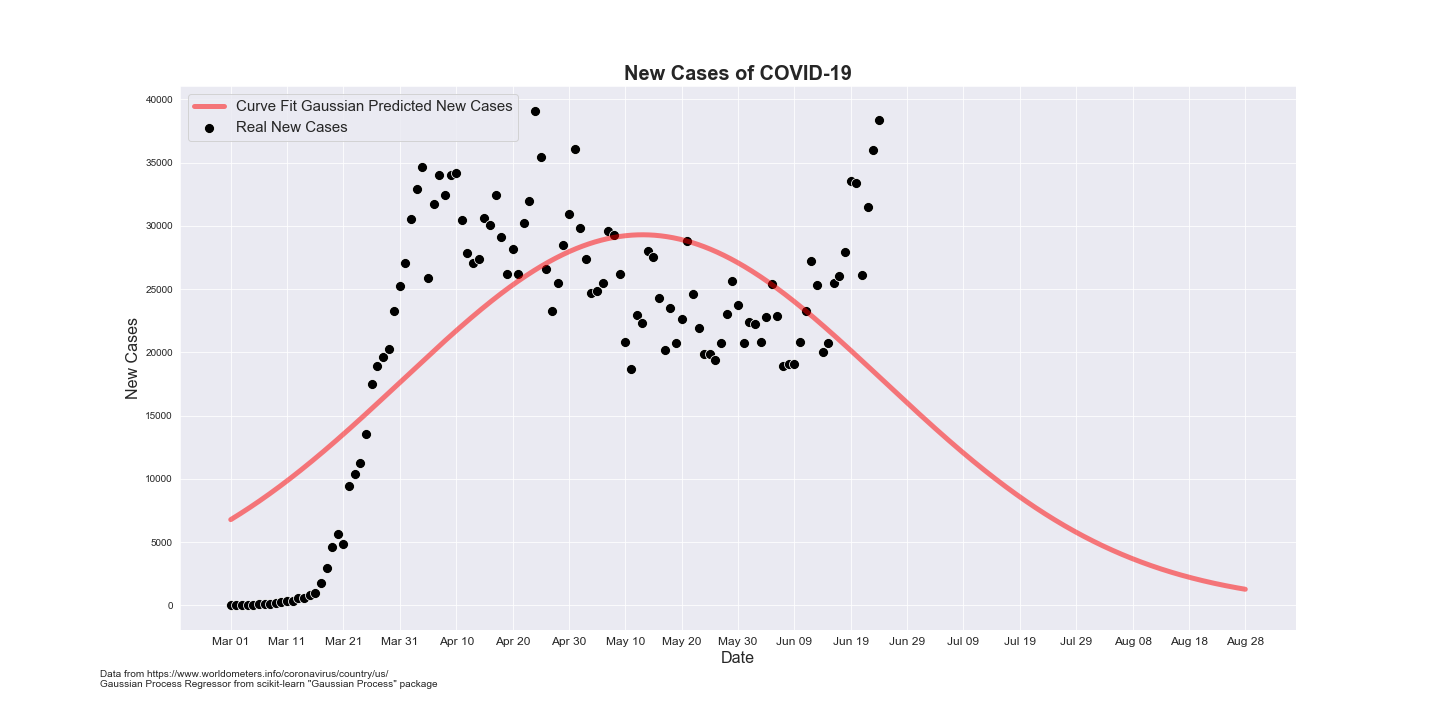 New Cases of COVID-19
Curve Fit Gaussian Predicted New Cases
Real New Cases
40000
35000
30000
25000
20000
15000
10000
5000
0
New Cases
Mar 01 Mar 11 Mar 21 Mar 31 Apr 10 Apr 20 Apr 30 May 10 May 20 May 30 Jun 09 Jun 19 Jun 29 Jul 09 Jul 19 Jul 29 Aug 08 Aug 18 Aug 28
Date
Data from https://www.worldometers.info/coronavirus/country/us/
Gaussian Process Regressor from scikit-learn "Gaussian Process" package